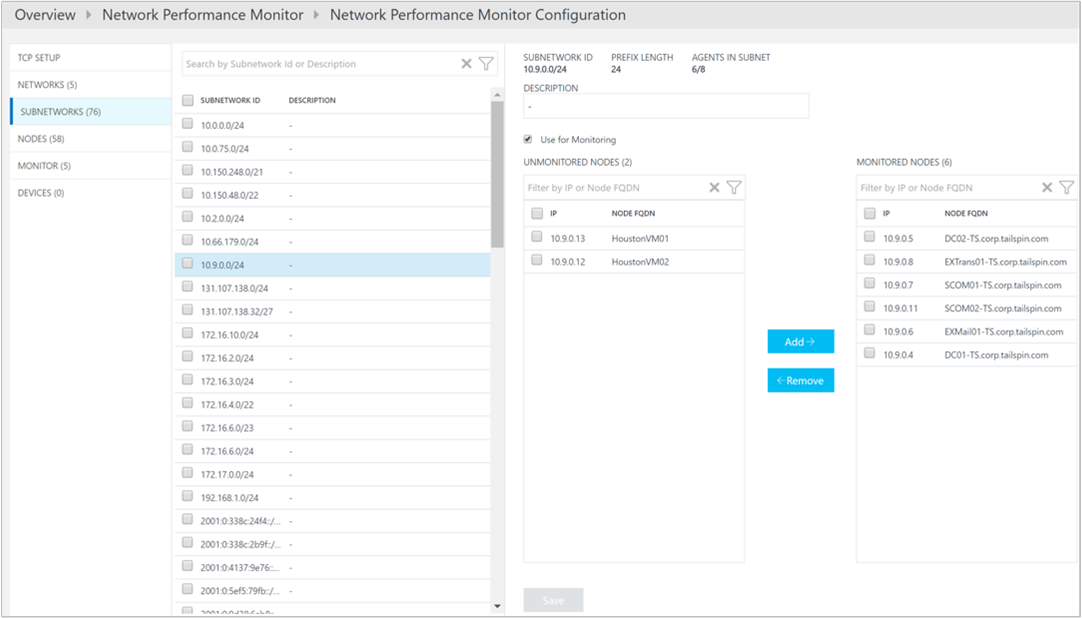 Overview Network Performance Monitor Network Performance Monitor Configuration
TCP SETUP
NETWORKS (5)
SUBNETWORKS (76)
NODES (58)
MONITOR (5)
DEVICES (0)
Search by Subnetwork Id or Description
SUBNETWORK ID DESCRIPTION
10.0.0.0/24 -
10.0.75.0/24 -
10.150.248.0/21 -
10.150.48.0/22 -
10.2.0.0/24 -
10.66.179.0/24 -
10.9.0.0/24 -
131.107.138.0/24 -
131.107.138.32/27 -
172.16.10.0/24 -
172.16.2.0/24 -
172.16.3.0/24 -
172.16.4.0/22 -
172.16.6.0/23 -
172.16.6.0/24 -
172.17.0.0/24 -
192.168.1.0/24 -
2001:0:338c:24f4::/... -
2001:0:338c:2b9f::/... -
2001:0:4137:9e76::... -
2001:0:5ef5:79fb::/... -
SUBNETWORK ID PREFIX LENGTH AGENTS IN SUBNET
10.9.0.0/24 24 6/8
DESCRIPTION
-
Use for Monitoring
UNMONITORED NODES (2)
Filter by IP or Node FQDN
IP NODE FQDN
10.9.0.13 HoustonVM01
10.9.0.12 HoustonVM02
Add →
← Remove
MONITORED NODES (6)
Filter by IP or Node FQDN
IP NODE FQDN
10.9.0.5 DC02-TS.corp.tailspin.com
10.9.0.8 EXTrans01-TS.corp.tailspin.com
10.9.0.7 SCOM01-TS.corp.tailspin.com
10.9.0.11 SCOM02-TS.corp.tailspin.com
10.9.0.6 EXMail01-TS.corp.tailspin.com
10.9.0.4 DC01-TS.corp.tailspin.com
Save